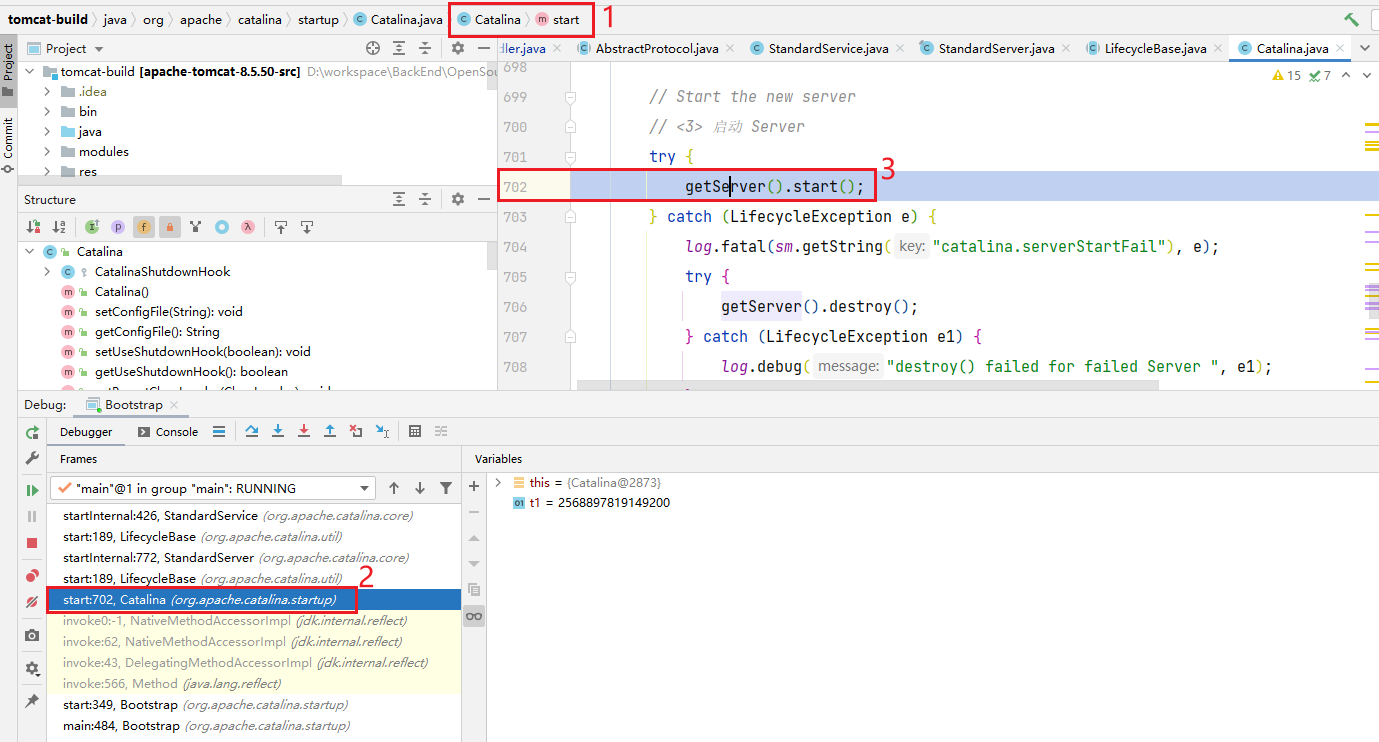 tomcat-build › java › org › apache › catalina › startup › Catalina.java › Catalina › start 1
Project
Commit
Project
dler.java AbstractProtocol.java StandardService.java StandardServer.java LifecycleBase.java Catalina.java
tomcat-build [apache-tomcat-8.5.50-src] D:\workspace\BackEnd\OpenSou
.idea
bin
java
modules
res
15 7
698
699 // Start the new server
700 // <3> 启动 Server
701 try {
702 getServer().start();
3
703 } catch (LifecycleException e) {
704 log.fatal(sm.getString( key: "catalina.serverStartFail"), e);
705 try {
706 getServer().destroy();
707 } catch (LifecycleException e1) {
708 log.debug( message: "destroy() failed for failed Server ", e1);
Structure
Catalina
CatalinaShutdownHook
Catalina()
setConfigFile(String): void
getConfigFile(): String
setUseShutdownHook(boolean): void
getUseShutdownHook(): boolean
Debug: Bootstrap
Debugger Console
Frames
"main"@1 in group "main": RUNNING
startInternal:426, StandardService (org.apache.catalina.core)
start:189, LifecycleBase (org.apache.catalina.util)
startInternal:772, StandardServer (org.apache.catalina.core)
start:189, LifecycleBase (org.apache.catalina.util)
2
start:702, Catalina (org.apache.catalina.startup)
invoke0:-1, NativeMethodAccessorImpl (jdk.internal.reflect)
invoke:62, NativeMethodAccessorImpl (jdk.internal.reflect)
invoke:43, DelegatingMethodAccessorImpl (jdk.internal.reflect)
invoke:566, Method (java.lang.reflect)
start:349, Bootstrap (org.apache.catalina.startup)
main:484, Bootstrap (org.apache.catalina.startup)
Variables
this = {Catalina@2873}
t1 = 2568897819149200